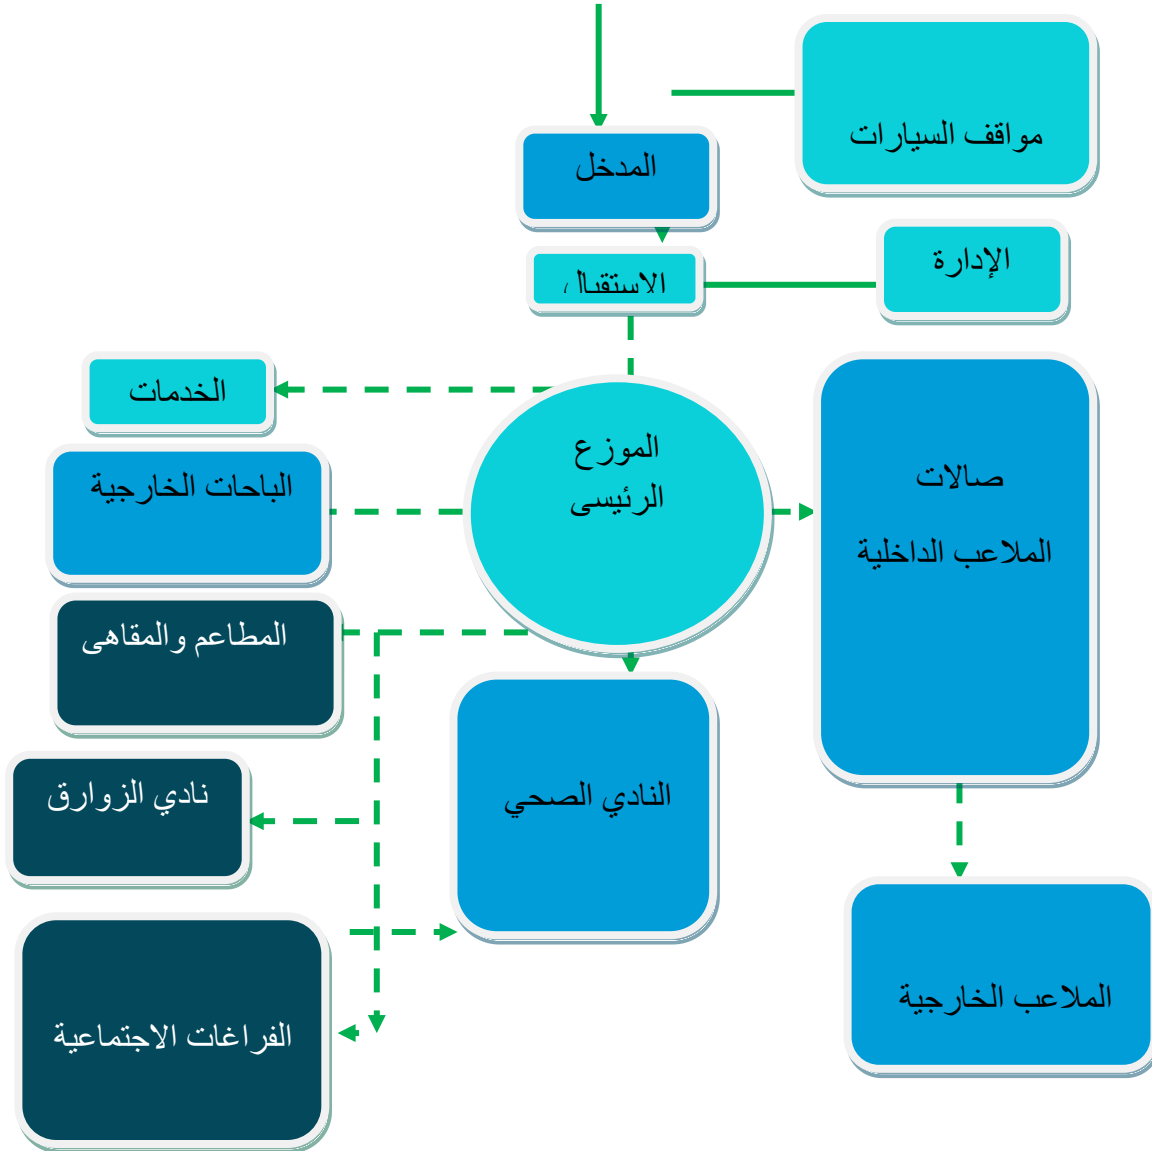 مواقف السيارات
المدخل
الإدارة
الاستقبال
الخدمات
الموزع
الرئيسى
الباحات الخارجية
صالات
الملاعب الداخلية
المطاعم والمقاهى
النادي الصحي
نادي الزوارق
الملاعب الخارجية
الفراغات الاجتماعية